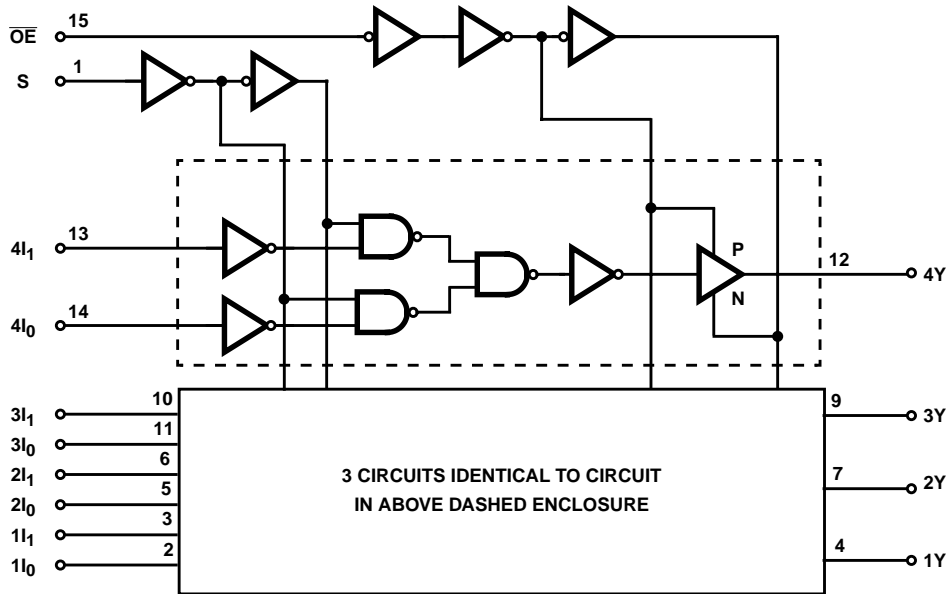 OE 15
S 1
4I1 13
P
N
12 4Y
4I0 14
3I1 10
3I0 11
2I1 6
2I0 5
1I1 3
1I0 2
3 CIRCUITS IDENTICAL TO CIRCUIT
IN ABOVE DASHED ENCLOSURE
9 3Y
7 2Y
4 1Y